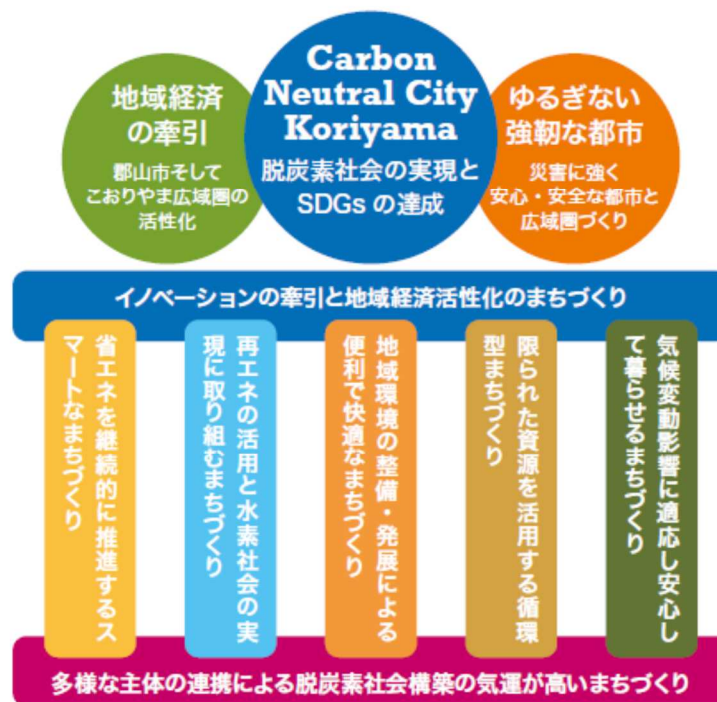 地域経済
の牽引
郡山市そして
こおりやま広域圏の
活性化
Carbon
Neutral City
Koriyama
脱炭素社会の実現と
SDGs の達成
ゆるぎない
強靭な都市
災害に強く
安心・安全な都市と
広域圏づくり
イノベーションの牽引と地域経済活性化のまちづくり
省エネを継続的に推進するス
マートなまちづくり
再エネの活用と水素社会の実
現に取り組むまちづくり
地域環境の整備・発展による
便利で快適なまちづくり
限られた資源を活用する循環
型まちづくり
気候変動影響に適応し安心し
て暮らせるまちづくり
多様な主体の連携による脱炭素社会構築の気運が高いまちづくり